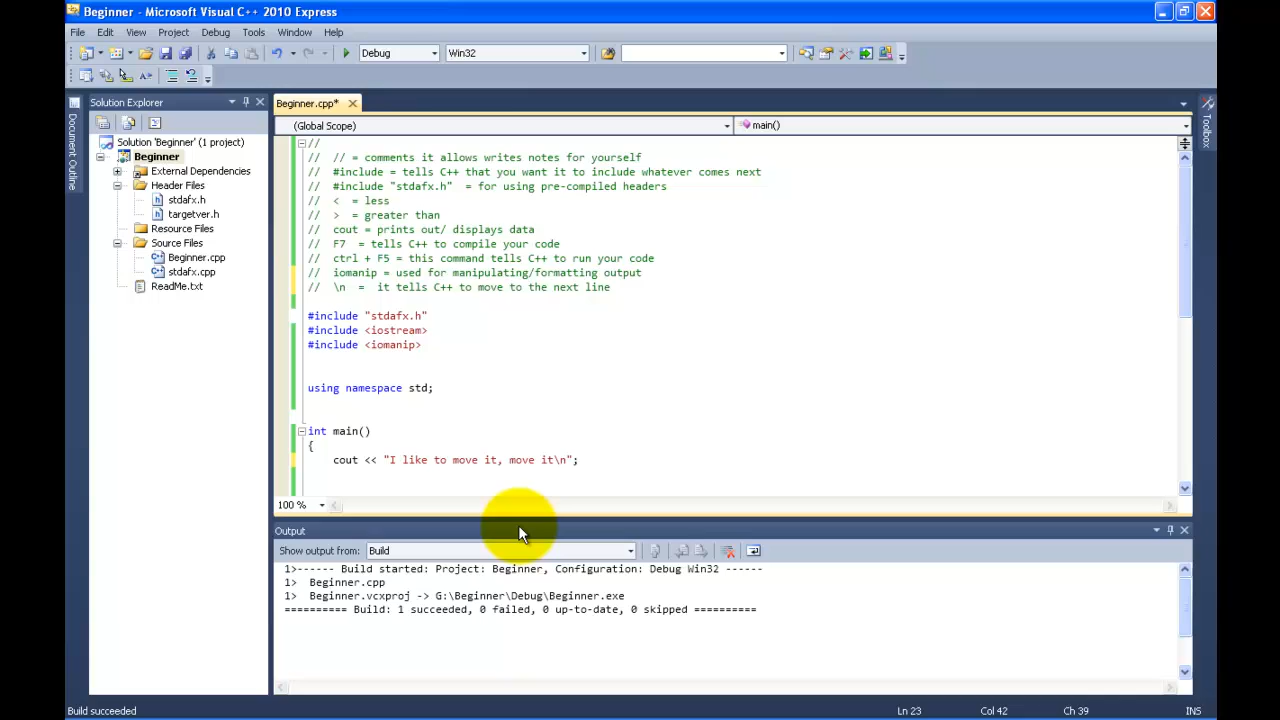 Beginner - Microsoft Visual C++ 2010 Express
File Edit View Project Debug Tools Window Help
Debug Win32
Document Outline
Solution Explorer
Solution 'Beginner' (1 project)
Beginner
External Dependencies
Header Files
stdafx.h
targetver.h
Resource Files
Source Files
Beginner.cpp
stdafx.cpp
ReadMe.txt
Beginner.cpp*
(Global Scope) main()
Toolbox
//
// // = comments it allows writes notes for yourself
// #include = tells C++ that you want it to include whatever comes next
// #include "stdafx.h" = for using pre-compiled headers
// < = less
// > = greater than
// cout = prints out/ displays data
// F7 = tells C++ to compile your code
// ctrl + F5 = this command tells C++ to run your code
// iomanip = used for manipulating/formatting output
// \n = it tells C++ to move to the next line
#include "stdafx.h"
#include <iostream>
#include <iomanip>
using namespace std;
int main()
{
cout << "I like to move it, move it\n";
100 %
Output
Show output from: Build
1>------ Build started: Project: Beginner, Configuration: Debug Win32 ------
1> Beginner.cpp
1> Beginner.vcxproj -> G:\Beginner\Debug\Beginner.exe
========== Build: 1 succeeded, 0 failed, 0 up-to-date, 0 skipped ==========
Build succeeded Ln 23 Col 42 Ch 39 INS